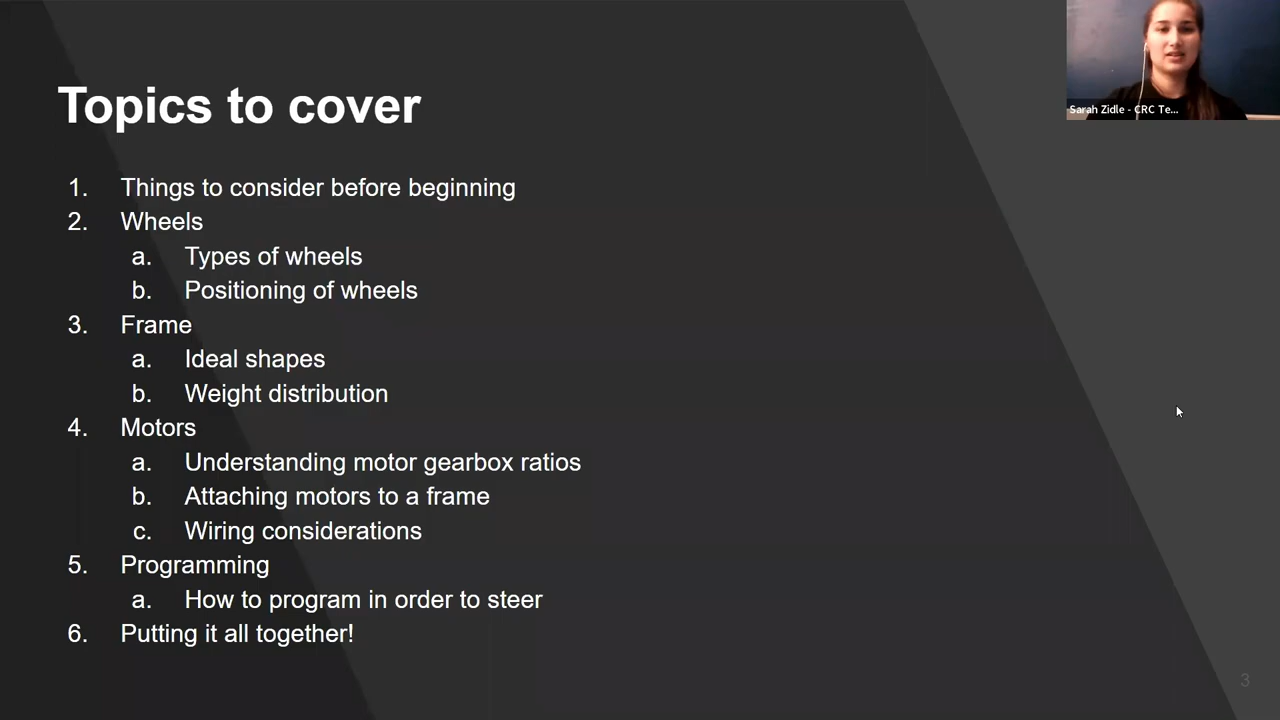 Topics to cover
Sarah Zidle - CRC Te...
1. Things to consider before beginning
2. Wheels
a. Types of wheels
b. Positioning of wheels
3. Frame
a. Ideal shapes
b. Weight distribution
4. Motors
a. Understanding motor gearbox ratios
b. Attaching motors to a frame
c. Wiring considerations
5. Programming
a. How to program in order to steer
6. Putting it all together!
3